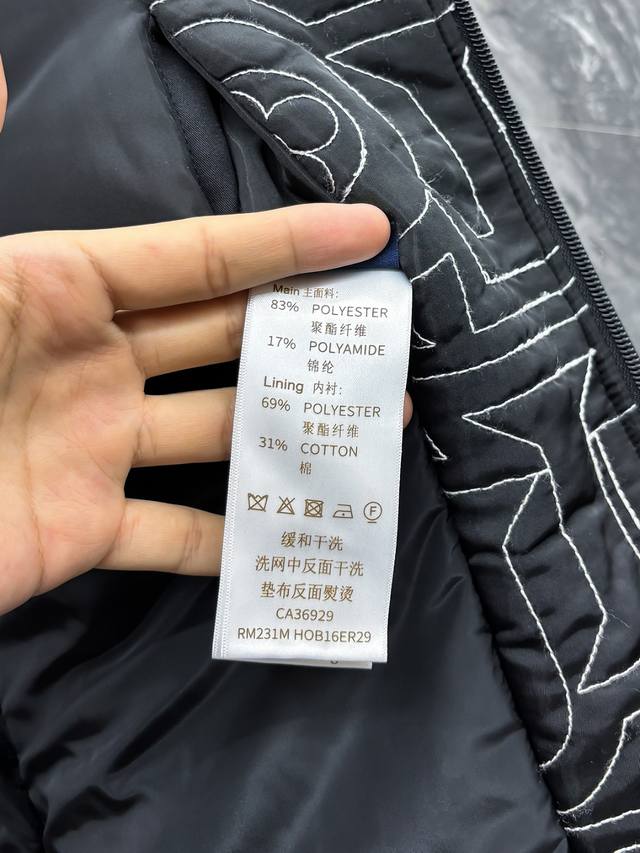 Main 主面料:
83% POLYESTER
聚酯纤维
17% POLYAMIDE
锦纶
Lining 内衬:
69% POLYESTER
聚酯纤维
31% COTTON
棉
F
缓和干洗
洗网中反面干洗
垫布反面熨烫
CA36929
RM231M HOB16ER29